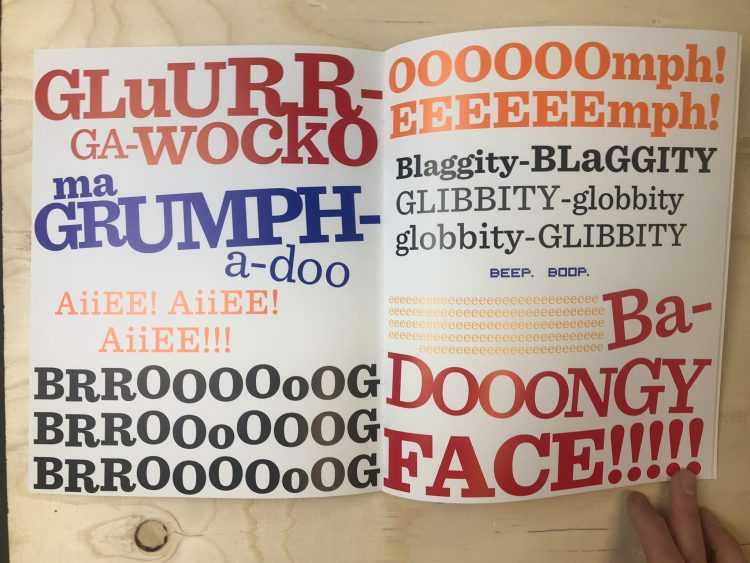 GLuURR-
GA-wocko
ma
GRUMPH-
a-doo
AiiEE! AiiEE!
AiiEE!!!
BRROOOOoOG
BRROOoOOOG
BRROOOOoOG
OOOOOOmph!
EEEEEEmph!
Blaggity-BLaGGITY
GLIBBITY-globbity
globbity-GLIBBITY
BEEP. BOOP.
Ba-
DOOONGY
FACE!!!!!